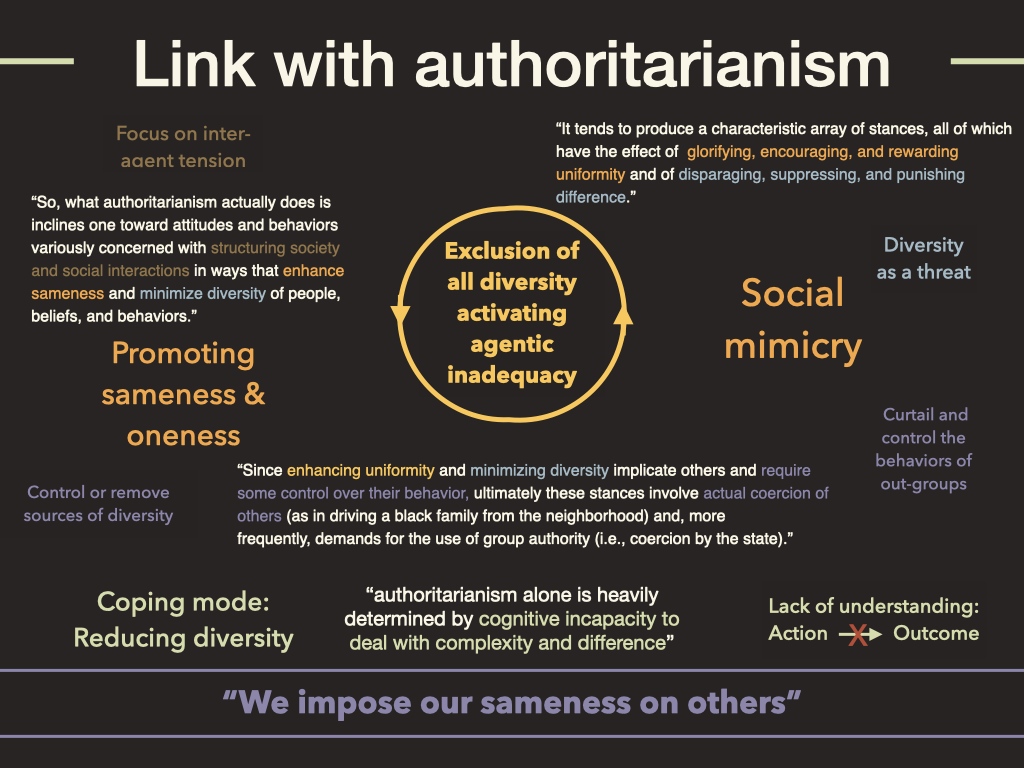 Link with authoritarianism
Focus on inter-
agent tension
“So, what authoritarianism actually does is
inclines one toward attitudes and behaviors
variously concerned with structuring society
and social interactions in ways that enhance
sameness and minimize diversity of people,
beliefs, and behaviors.”
“It tends to produce a characteristic array of stances, all of which
have the effect of glorifying, encouraging, and rewarding
uniformity and of disparaging, suppressing, and punishing
difference.”
Exclusion of
all diversity
activating
agentic
inadequacy
Diversity
as a threat
Social
mimicry
Promoting
sameness &
oneness
Curtail and
control the
behaviors of
out-groups
Control or remove
sources of diversity
“Since enhancing uniformity and minimizing diversity implicate others and require
some control over their behavior, ultimately these stances involve actual coercion of
others (as in driving a black family from the neighborhood) and, more
frequently, demands for the use of group authority (i.e., coercion by the state).”
Coping mode:
Reducing diversity
“authoritarianism alone is heavily
determined by cognitive incapacity to
deal with complexity and difference”
Lack of understanding:
Action X Outcome
“We impose our sameness on others”